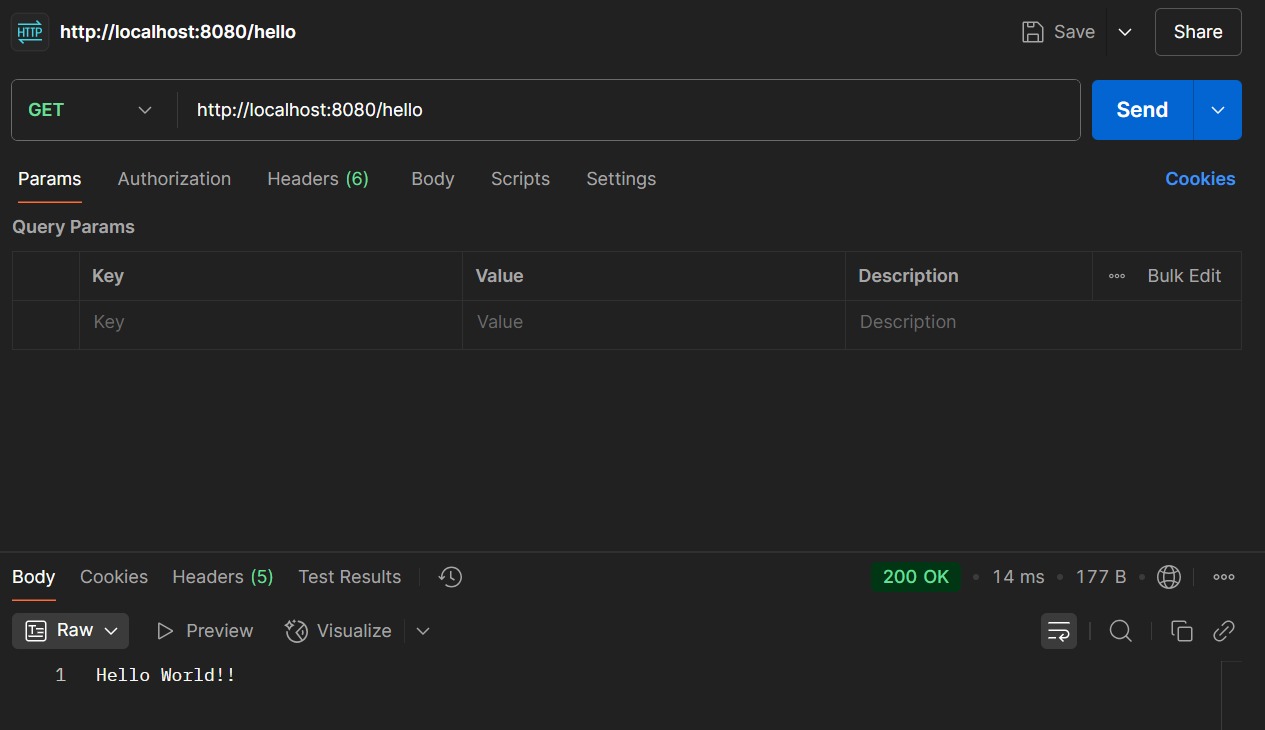 HTTP http://localhost:8080/hello Save Share
GET http://localhost:8080/hello Send
Params Authorization Headers (6) Body Scripts Settings Cookies
Query Params
Key Value Description Bulk Edit
Key Value Description
Body Cookies Headers (5) Test Results 200 OK 14 ms 177 B
Raw Preview Visualize
1 Hello World!!